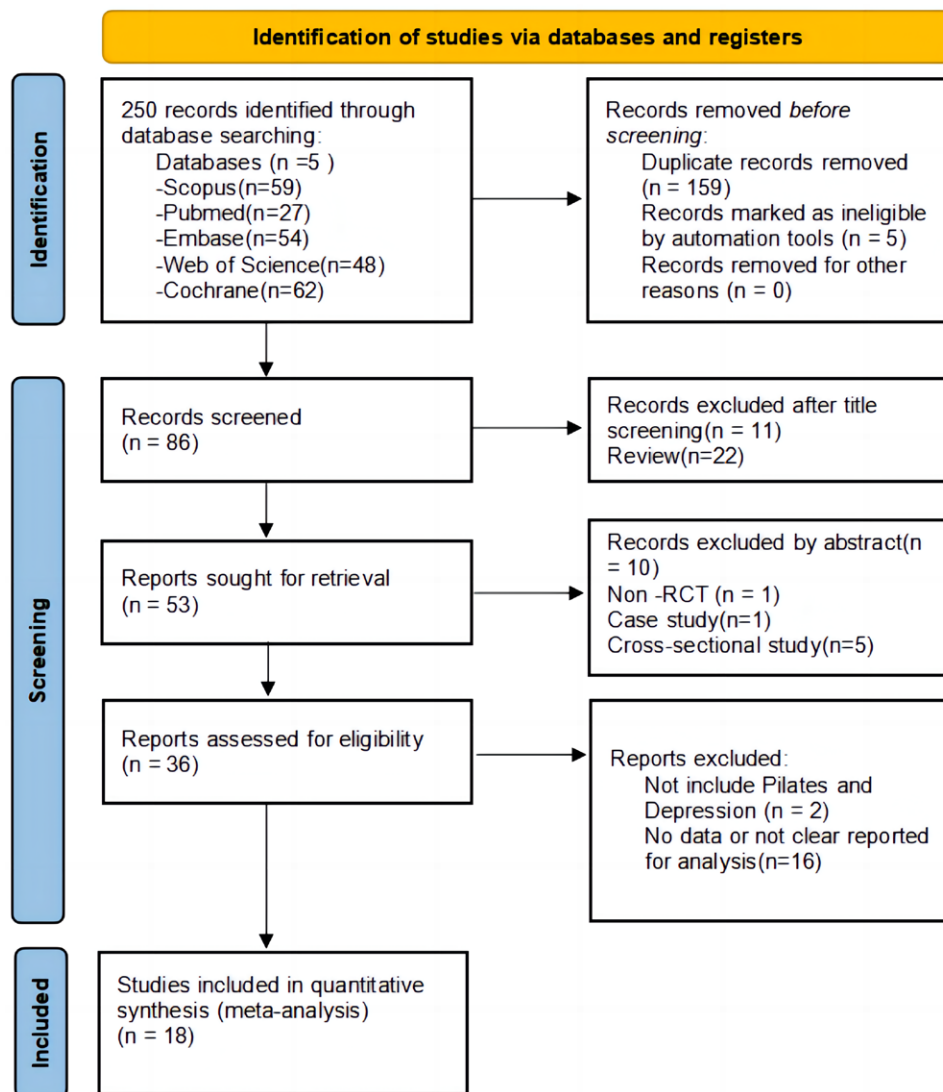 Identification of studies via databases and registers
Identification
250 records identified through
database searching:
Databases (n =5 )
-Scopus(n=59)
-Pubmed(n=27)
-Embase(n=54)
-Web of Science(n=48)
-Cochrane(n=62)
Records removed before
screening:
Duplicate records removed
(n = 159)
Records marked as ineligible
by automation tools (n = 5)
Records removed for other
reasons (n = 0)
Screening
Records screened
(n = 86)
Records excluded after title
screening(n = 11)
Review(n=22)
Reports sought for retrieval
(n = 53)
Records excluded by abstract(n
= 10)
Non -RCT (n = 1)
Case study(n=1)
Cross-sectional study(n=5)
Reports assessed for eligibility
(n = 36)
Reports excluded:
Not include Pilates and
Depression (n = 2)
No data or not clear reported
for analysis(n=16)
Included
Studies included in quantitative
synthesis (meta-analysis)
(n = 18)